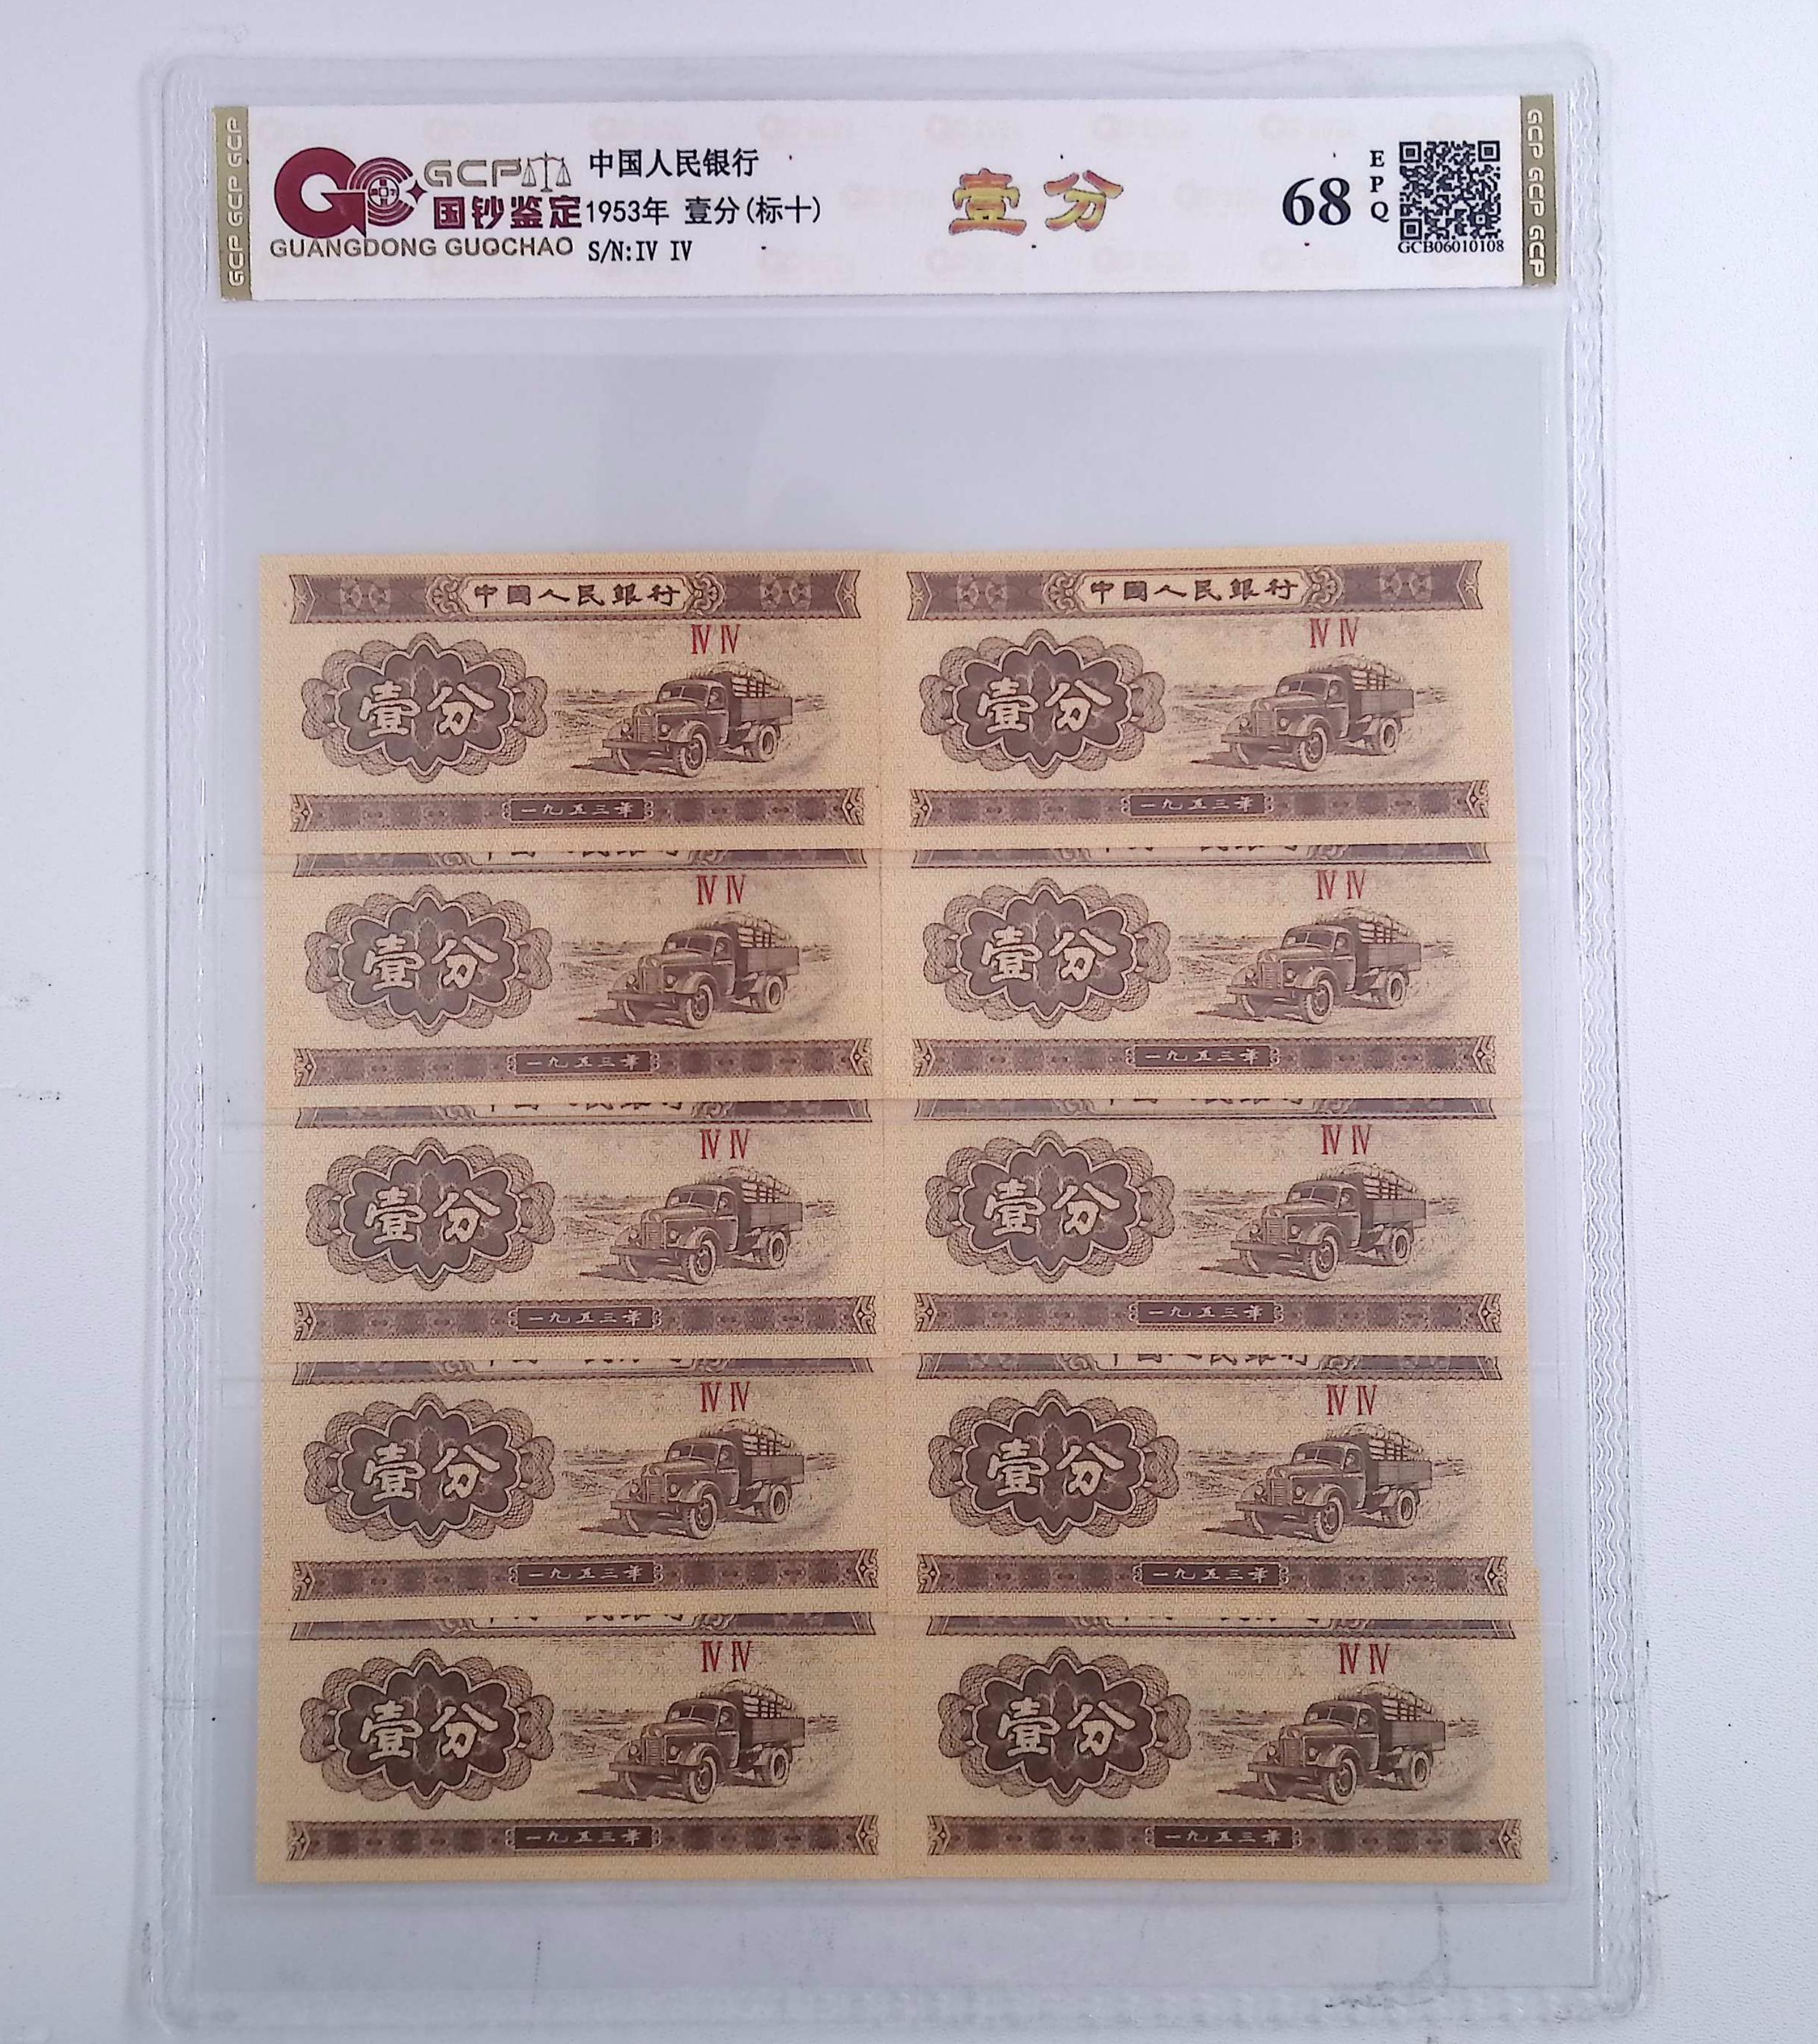 GCP GCP GCP
GCP
国钞鉴定
GUANGDONG GUOCHAO
中国人民银行
1953年 壹分(标十)
S/N:IV IV
壹分
68
EPQ
GCB06010108
GCP GCP GCP
中國人民銀行
IV IV
壹分
一九五三年
中國人民銀行
IV IV
壹分
一九五三年
IV IV
壹分
一九五三年
IV IV
壹分
一九五三年
IV IV
壹分
一九五三年
IV IV
壹分
一九五三年
IV IV
壹分
一九五三年
IV IV
壹分
一九五三年
IV IV
壹分
一九五三年
IV IV
壹分
一九五三年